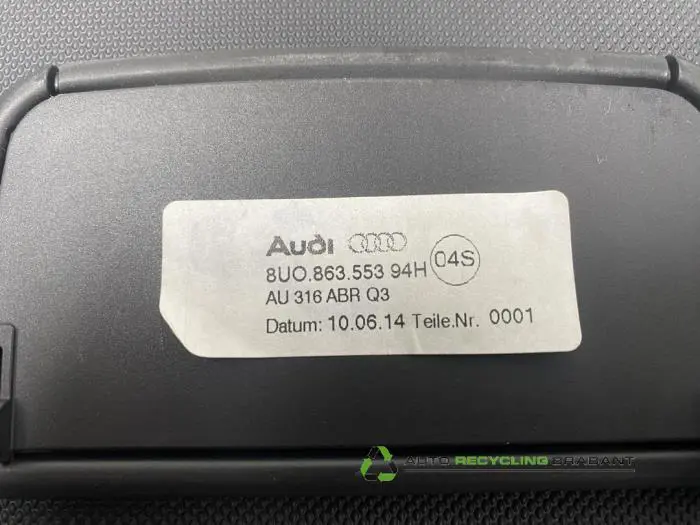 Audi
8U0.863.553 94H 04S
AU 316 ABR Q3
Datum: 10.06.14 Teile.Nr. 0001
AUTO RECYCLING BRABANT